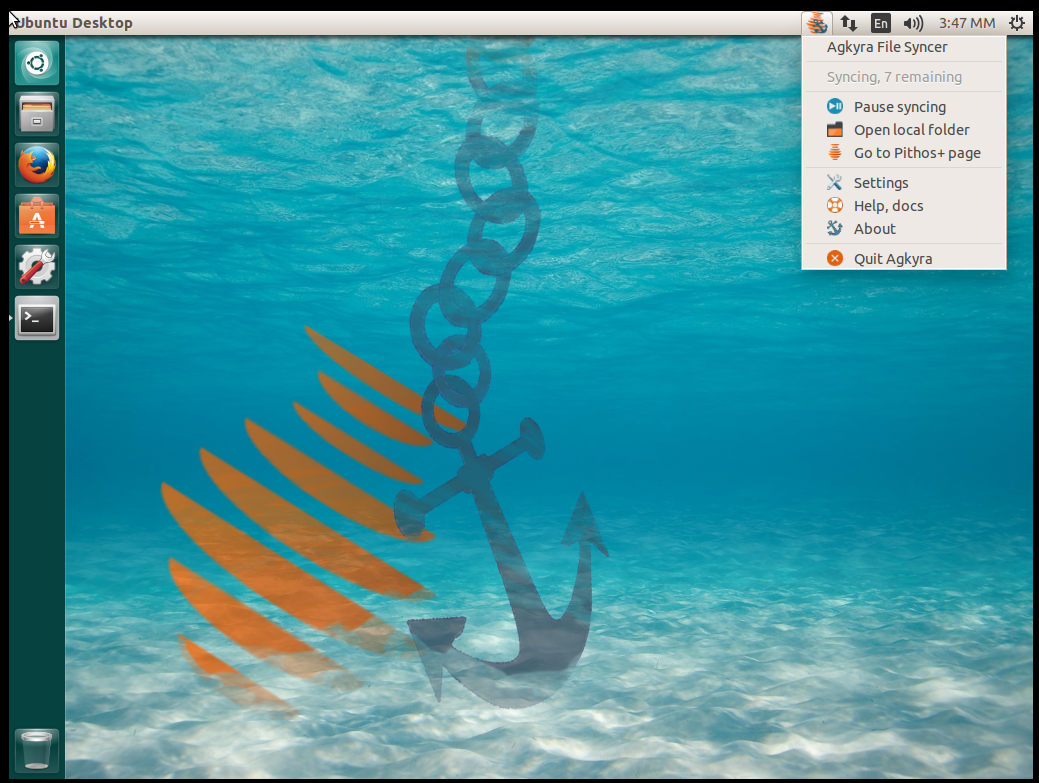 Ubuntu Desktop
En
3:47 MM
Agkyra File Syncer
Syncing, 7 remaining
Pause syncing
Open local folder
Go to Pithos+ page
Settings
Help, docs
About
Quit Agkyra